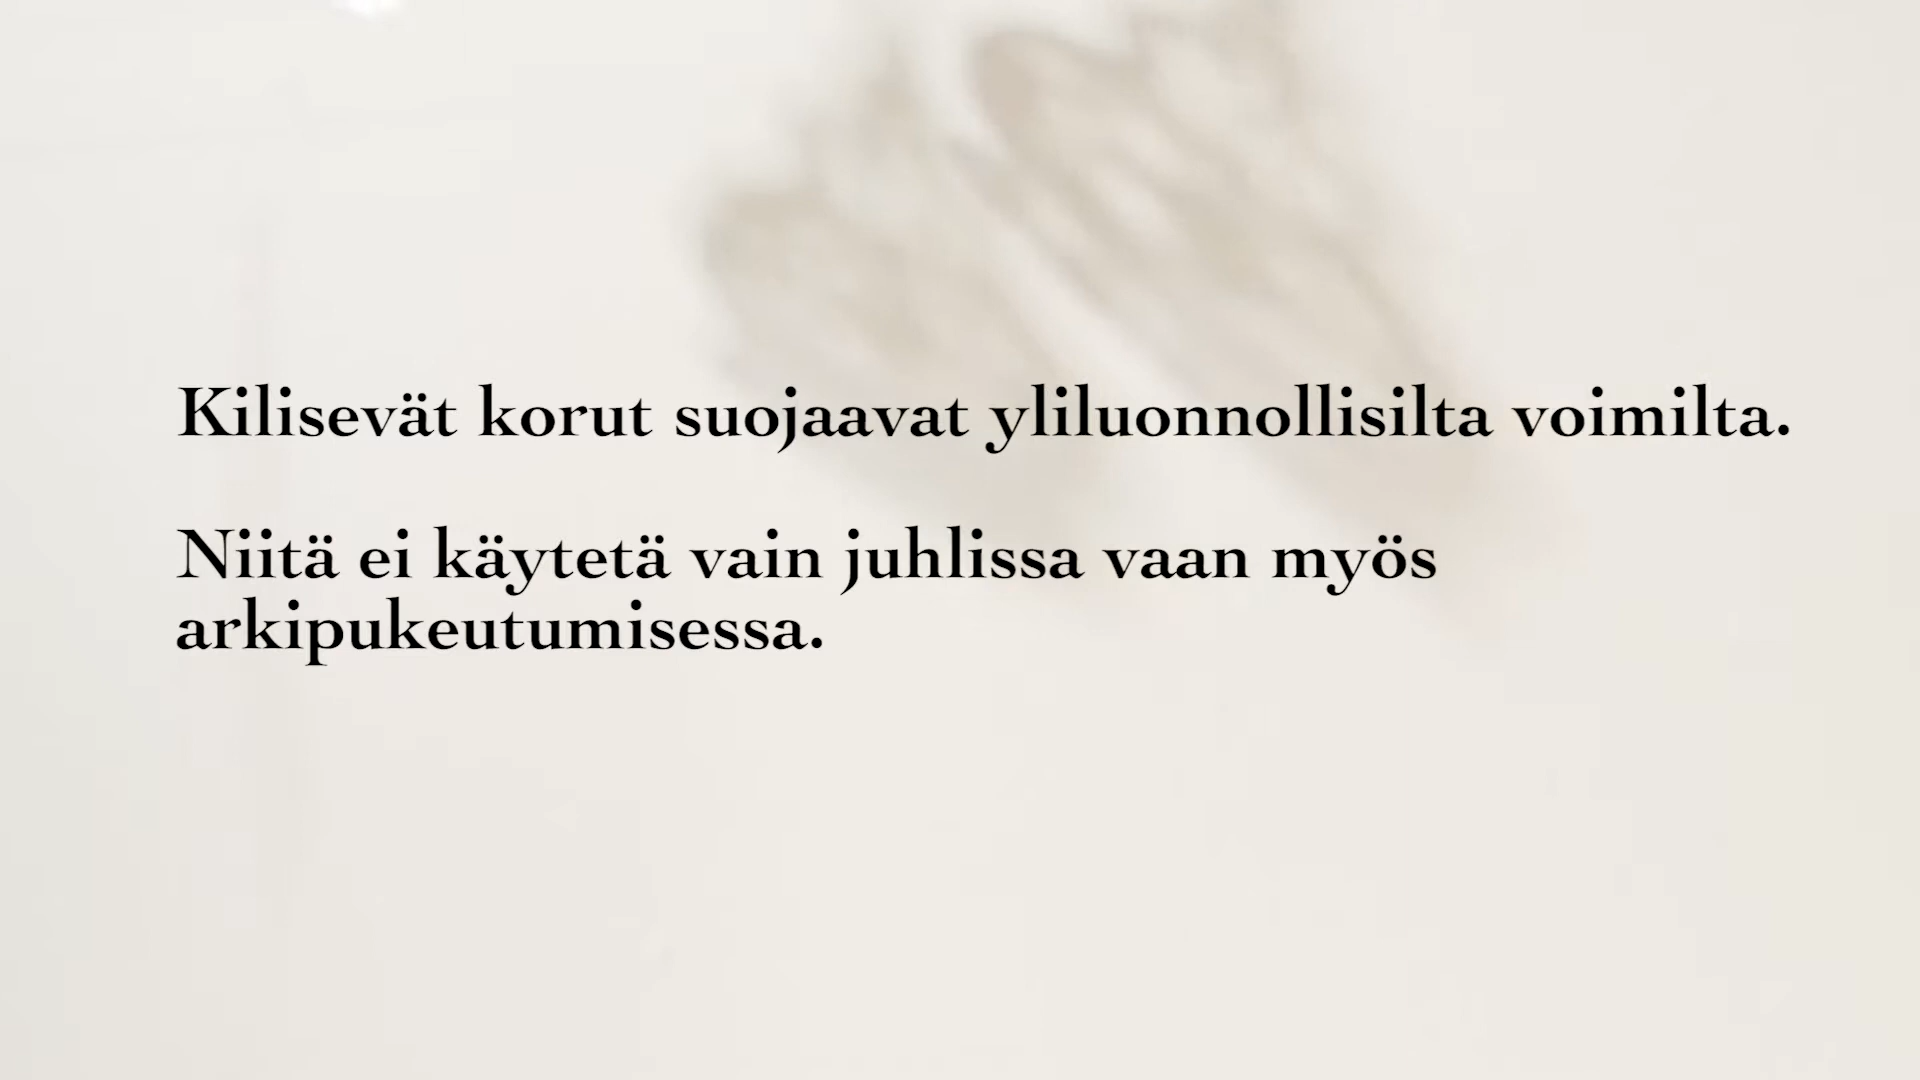 Kilisevät korut suojaavat yliluonnollisilta voimilta.
Niitä ei käytetä vain juhlissa vaan myös
arkipukeutumisessa.